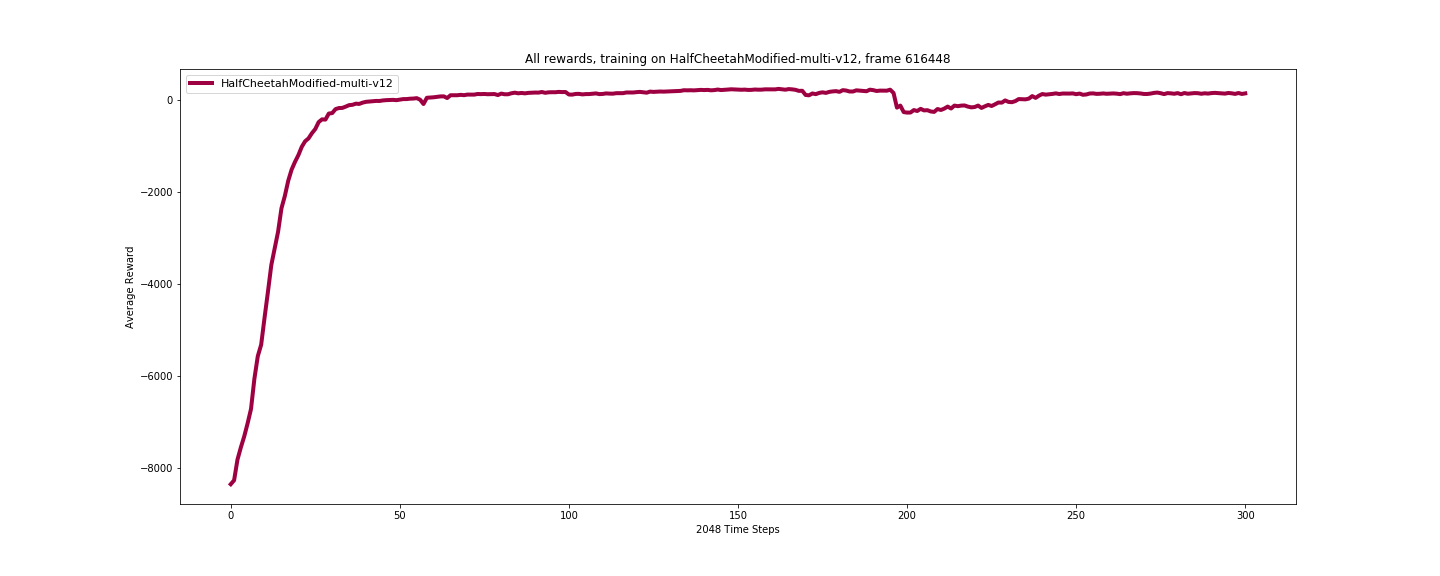 All rewards, training on HalfCheetahModified-multi-v12, frame 616448
HalfCheetahModified-multi-v12
0
−2000
−4000
−6000
−8000
Average Reward
0 50 100 150 200 250 300
2048 Time Steps